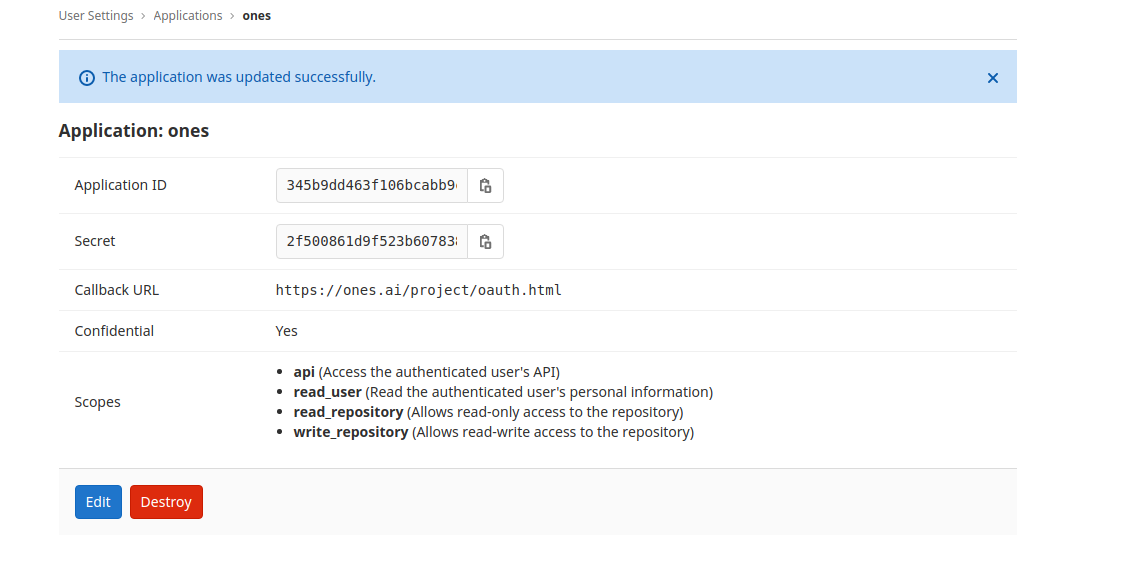 User Settings › Applications › ones
The application was updated successfully.
Application: ones
Application ID 345b9dd463f106bcabb9
Secret 2f500861d9f523b60783
Callback URL https://ones.ai/project/oauth.html
Confidential Yes
Scopes
• api (Access the authenticated user's API)
• read_user (Read the authenticated user's personal information)
• read_repository (Allows read-only access to the repository)
• write_repository (Allows read-write access to the repository)
Edit Destroy